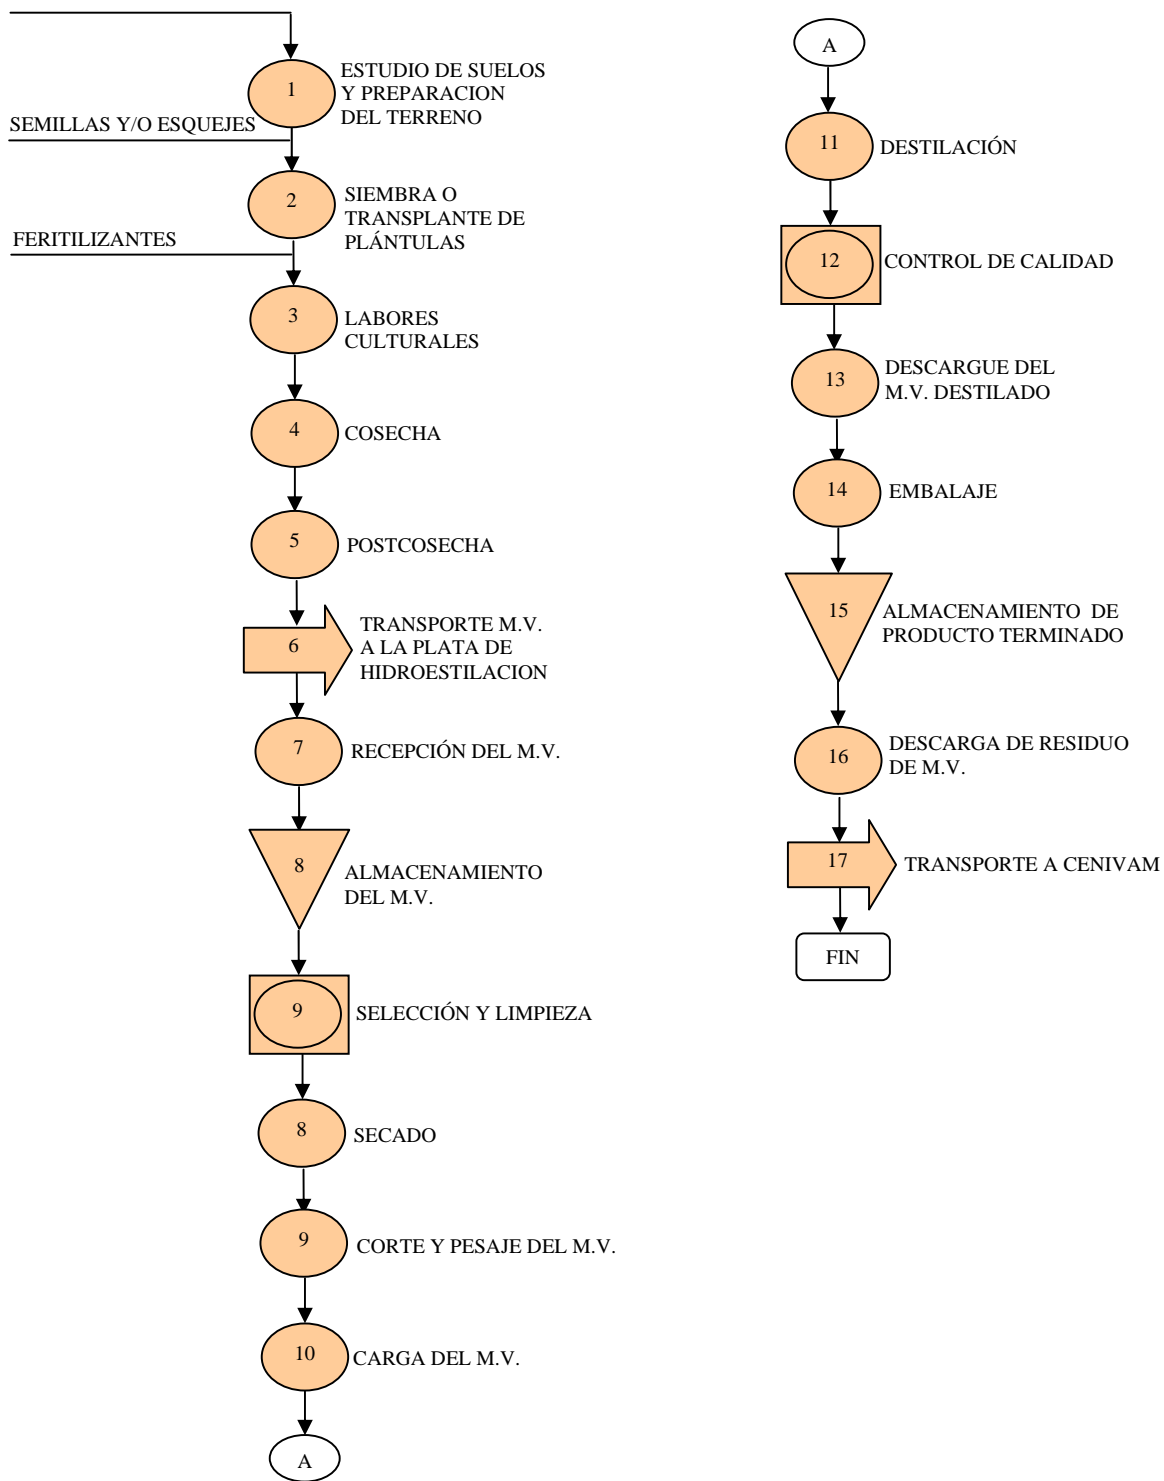 1
ESTUDIO DE SUELOS
Y PREPARACION
DEL TERRENO
SEMILLAS Y/O ESQUEJES
2
SIEMBRA O
TRANSPLANTE DE
PLÁNTULAS
FERITILIZANTES
3
LABORES
CULTURALES
4
COSECHA
5
POSTCOSECHA
6
TRANSPORTE M.V.
A LA PLATA DE
HIDROESTILACION
7
RECEPCIÓN DEL M.V.
8
ALMACENAMIENTO
DEL M.V.
9
SELECCIÓN Y LIMPIEZA
8
SECADO
9
CORTE Y PESAJE DEL M.V.
10
CARGA DEL M.V.
A
A
11
DESTILACIÓN
12
CONTROL DE CALIDAD
13
DESCARGUE DEL
M.V. DESTILADO
14
EMBALAJE
15
ALMACENAMIENTO DE
PRODUCTO TERMINADO
16
DESCARGA DE RESIDUO
DE M.V.
17
TRANSPORTE A CENIVAM
FIN